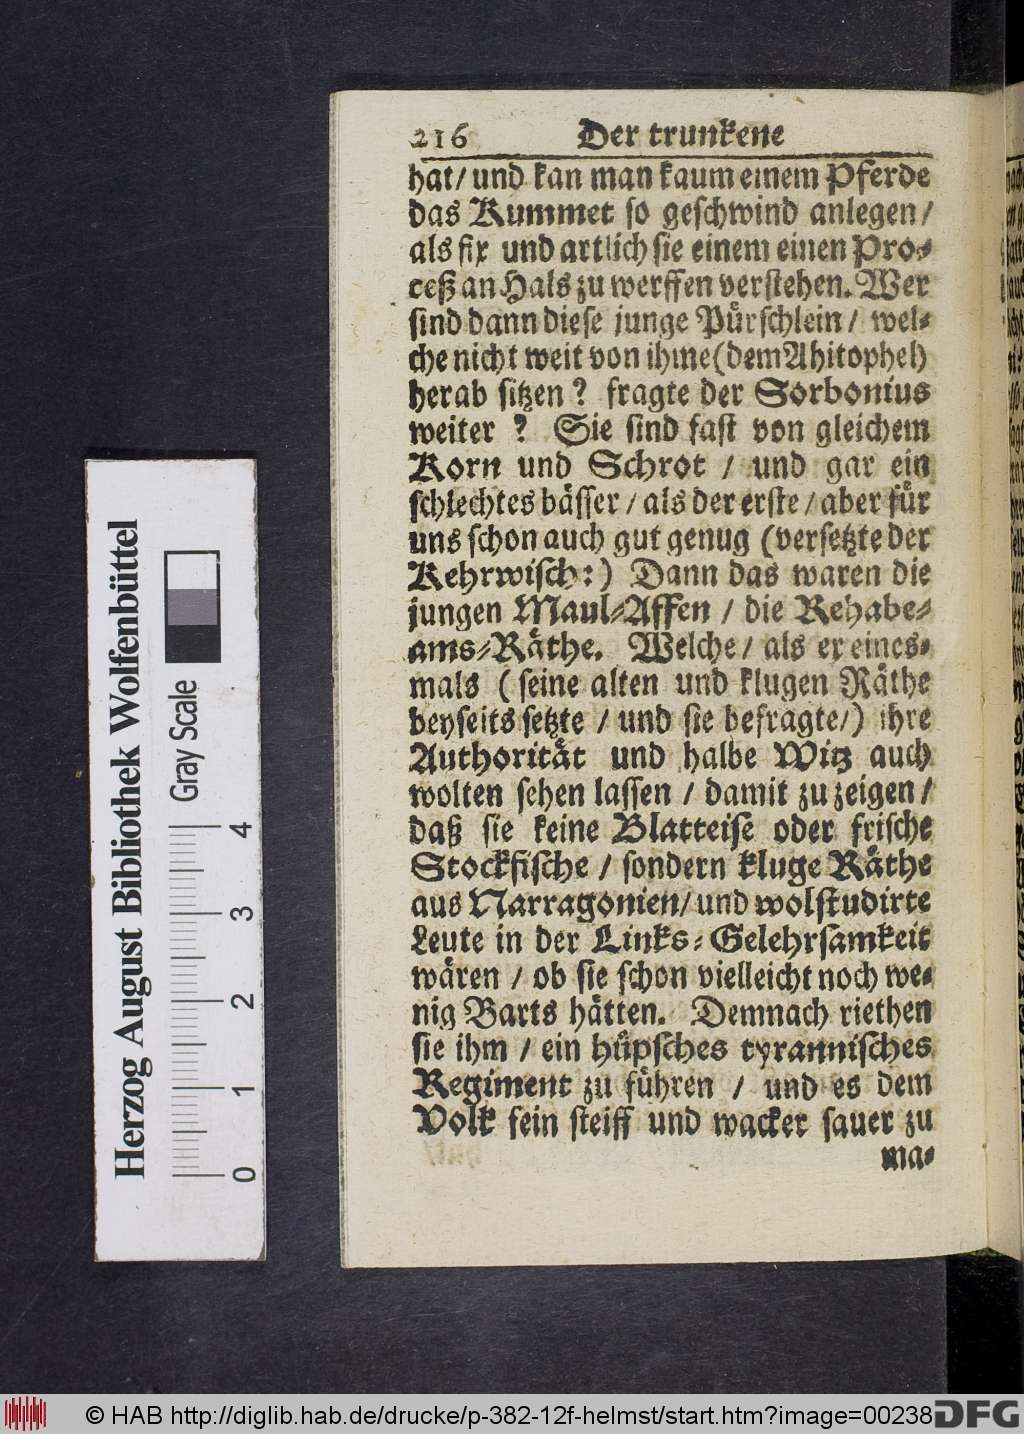 216 Der trunkene
hat/ und kan man kaum einem Pferde
das Kummet so geschwind anlegen/
als fix und artlich sie einem einen Pro-
ceß an Hals zu werffen verstehen. Wer
sind dann diese junge Pürschlein/ wel-
che nicht weit von ihme (dem Ahitophel)
herab sitzen? fragte der Sorbonius
weiter? Sie sind fast von gleichem
Korn und Schrot / und gar ein
schlechtes bässer / als der erste / aber für
uns schon auch gut genug (versetzte der
Kehrwisch:) Dann das waren die
jungen Maul-Affen / die Rehabe-
ams-Räthe. Welche/ als er eines-
mals ( seine alten und klugen Räthe
beyseits setzte / und sie befragte/) ihre
Authorität und halbe Witz auch
wolten sehen lassen / damit zu zeigen/
daß sie keine Blatteise oder frische
Stockfische / sondern kluge Räthe
aus Narragonien/ und wolstudirte
Leute in der Links-Gelehrsamkeit
wären / ob sie schon vielleicht noch we-
nig Barts hätten. Demnach riethen
sie ihm / ein hüpsches tyrannisches
Regiment zu führen / und es dem
Volk fein steiff und wacker sauer zu
ma-
Herzog August Bibliothek Wolfenbüttel
Gray Scale
0 1 2 3 4
© HAB http://diglib.hab.de/drucke/p-382-12f-helmst/start.htm?image=00238
DFG